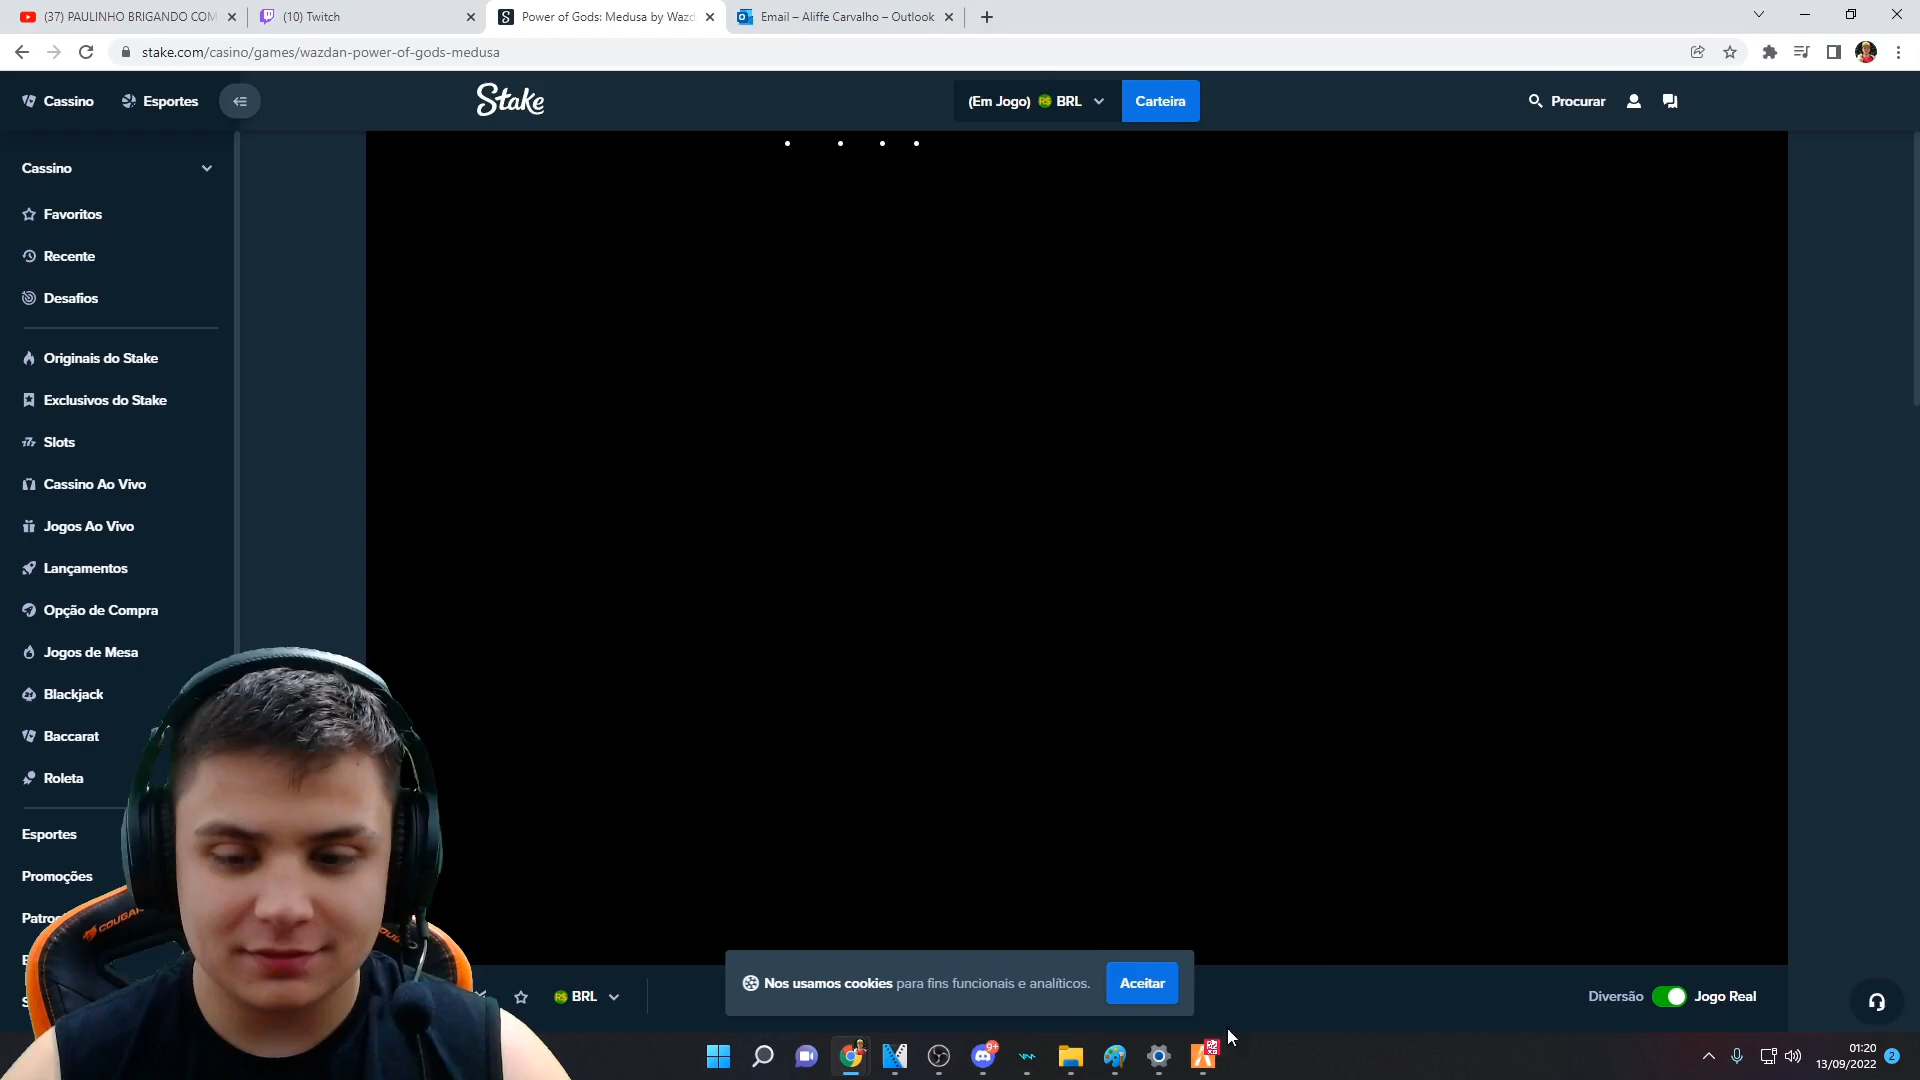 (37) PAULINHO BRIGANDO COM
(10) Twitch
Power of Gods: Medusa by Wazd
Email – Aliffe Carvalho – Outlook
stake.com/casino/games/wazdan-power-of-gods-medusa
Cassino
Esportes
Stake
(Em Jogo) R$ BRL
Carteira
Procurar
Cassino
Favoritos
Recente
Desafios
Originais do Stake
Exclusivos do Stake
Slots
Cassino Ao Vivo
Jogos Ao Vivo
Lançamentos
Opção de Compra
Jogos de Mesa
Blackjack
Baccarat
Roleta
Esportes
Promoções
Patro
COUGAR
Nos usamos cookies para fins funcionais e analíticos.
Aceitar
R$ BRL
Diversão
Jogo Real
9+
01:20
13/09/2022
2